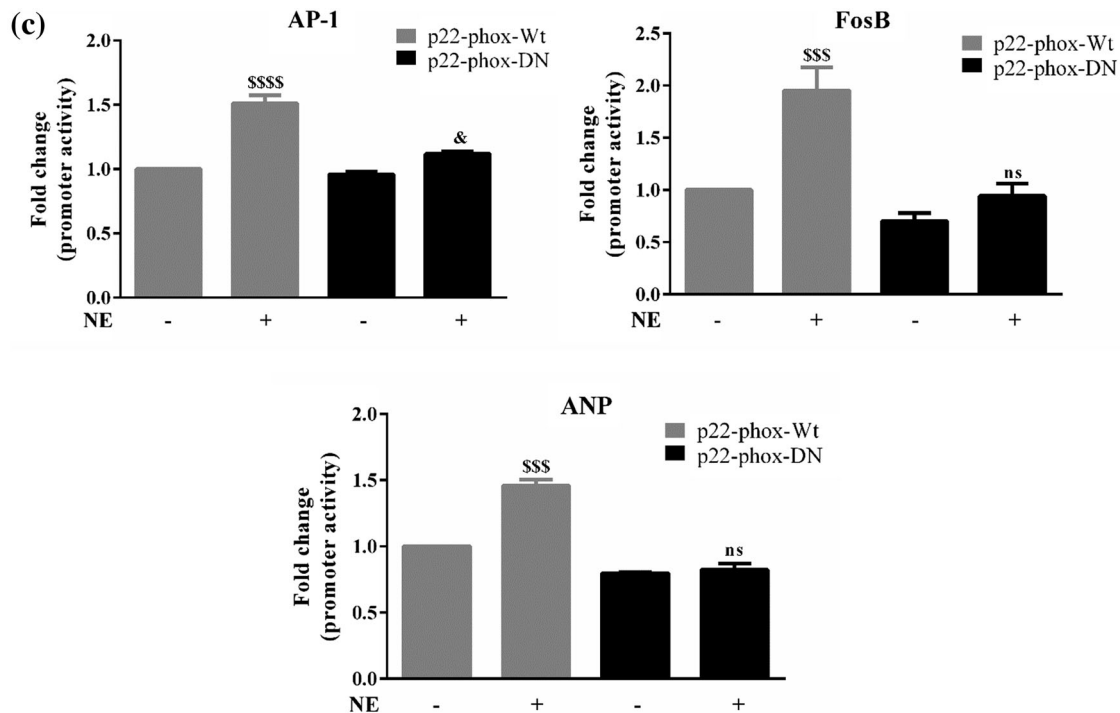 (c)
AP-1
p22-phox-Wt
p22-phox-DN
Fold change
(promoter activity)
2.0
1.5
1.0
0.5
0.0
$$$$
&
NE - + - +
FosB
p22-phox-Wt
p22-phox-DN
Fold change
(promoter activity)
2.5
2.0
1.5
1.0
0.5
0.0
$$$
ns
NE - + - +
ANP
p22-phox-Wt
p22-phox-DN
Fold change
(promoter activity)
2.0
1.5
1.0
0.5
0.0
$$$
ns
NE - + - +